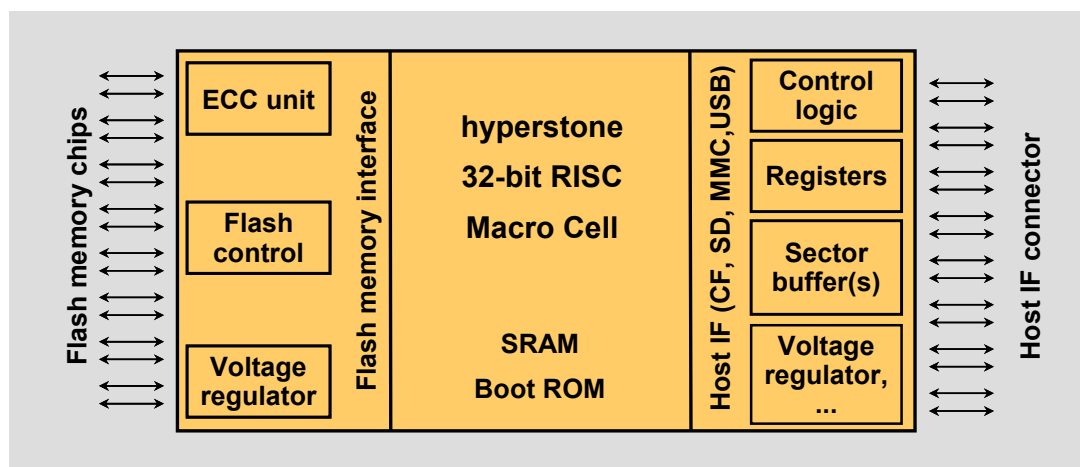 Flash memory chips
ECC unit
Flash
control
Voltage
regulator
Flash memory interface
hyperstone
32-bit RISC
Macro Cell
SRAM
Boot ROM
Host IF (CF, SD, MMC,USB)
Control
logic
Registers
Sector
buffer(s)
Voltage
regulator,
...
Host IF connector